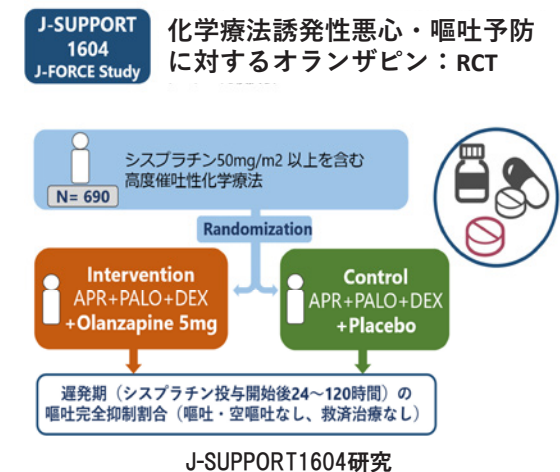 J-SUPPORT
1604
J-FORCE Study
化学療法誘発性悪心・嘔吐予防
に対するオランザピン：RCT
シスプラチン50mg/m2 以上を含む
高度催吐性化学療法
N= 690
Randomization
Intervention
APR+PALO+DEX
+Olanzapine 5mg
Control
APR+PALO+DEX
+Placebo
遅発期（シスプラチン投与開始後24～120時間）の
嘔吐完全抑制割合（嘔吐・空嘔吐なし、救済治療なし）
J-SUPPORT1604研究